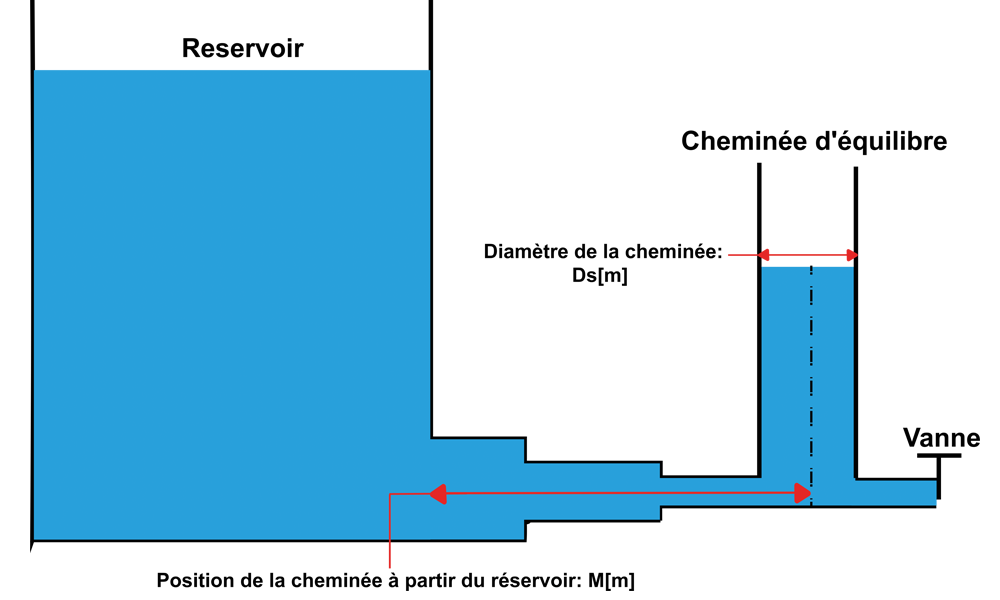 Reservoir
Cheminée d'équilibre
Diamètre de la cheminée:
Ds[m]
Vanne
Position de la cheminée à partir du réservoir: M[m]